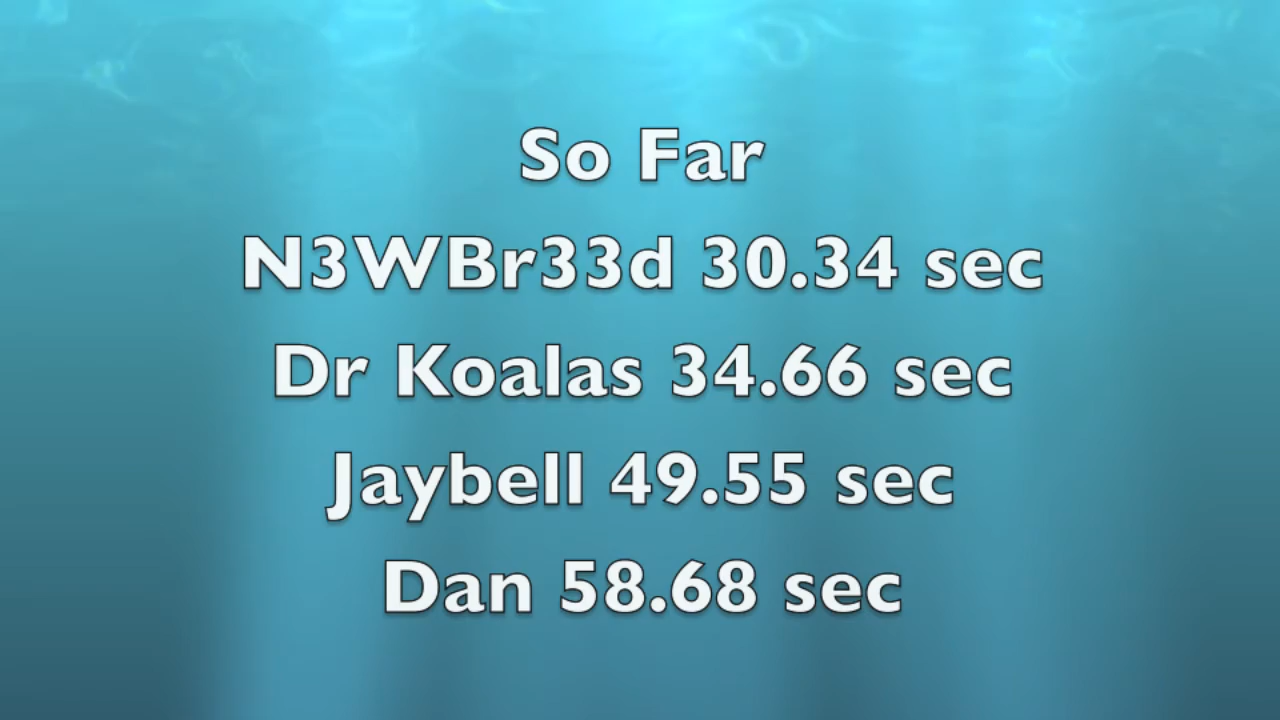 So Far
N3WBr33d 30.34 sec
Dr Koalas 34.66 sec
Jaybell 49.55 sec
Dan 58.68 sec